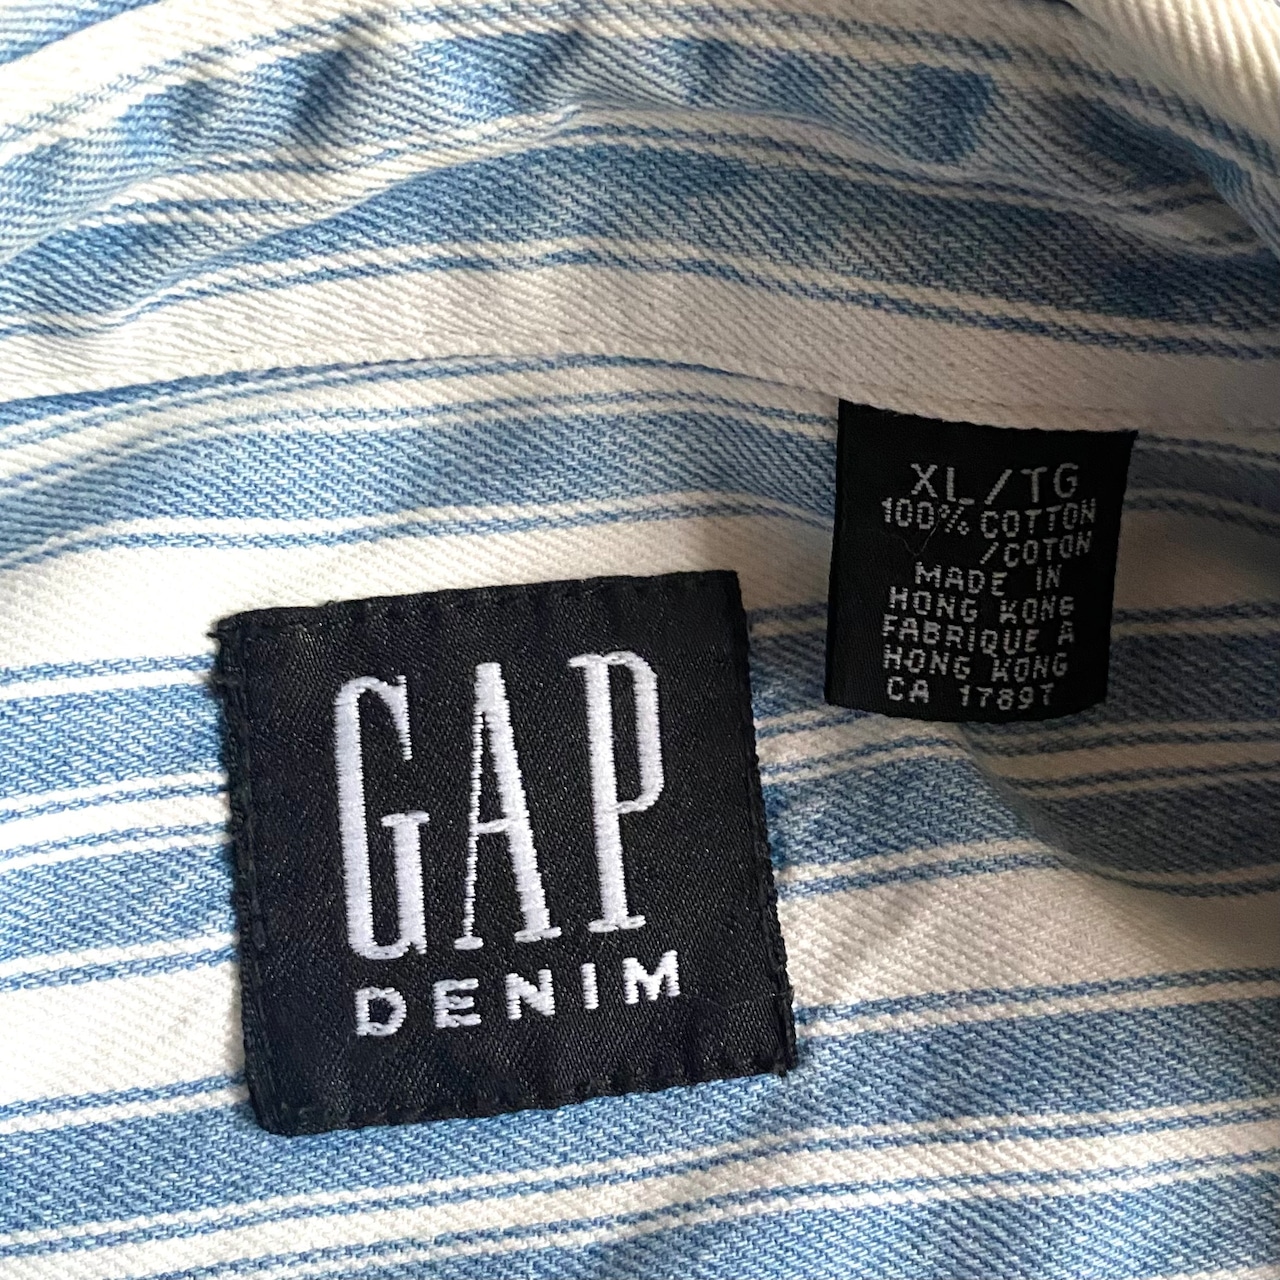 GAP
DENIM
XL/TG
100% COTTON
/COTON
MADE IN
HONG KONG
FABRIQUE A
HONG KONG
CA 17897